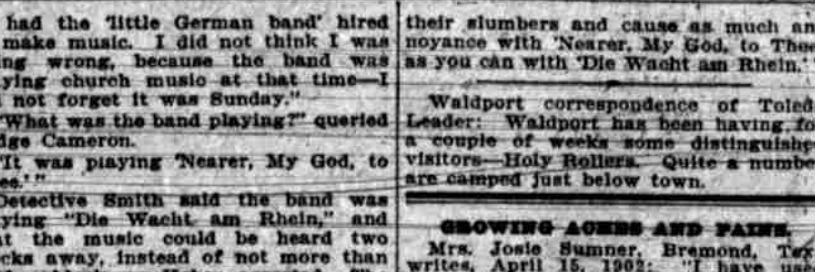 had the 'little German band' hired
make music. I did not think I was
ing wrong, because the band was
ying church music at that time—I
not forget it was Sunday."
"What was the band playing?" queried
dge Cameron.
"It was playing 'Nearer, My God, to
ee.'"
Detective Smith said the band was
ying "Die Wacht am Rhein," and
at the music could be heard two
cks away, instead of not more than
their slumbers and cause as much an-
noyance with 'Nearer, My God, to Thee
as you can with 'Die Wacht am Rhein.'"
Waldport correspondence of Toled
Leader: Waldport has been having fo
a couple of weeks some distinguishe
visitors—Holy Rollers. Quite a numbe
are camped just below town.
GROWING ACHES AND PAINS.
Mrs. Josie Sumner, Bremond, Tex
writes, April 15, 1902: "I have